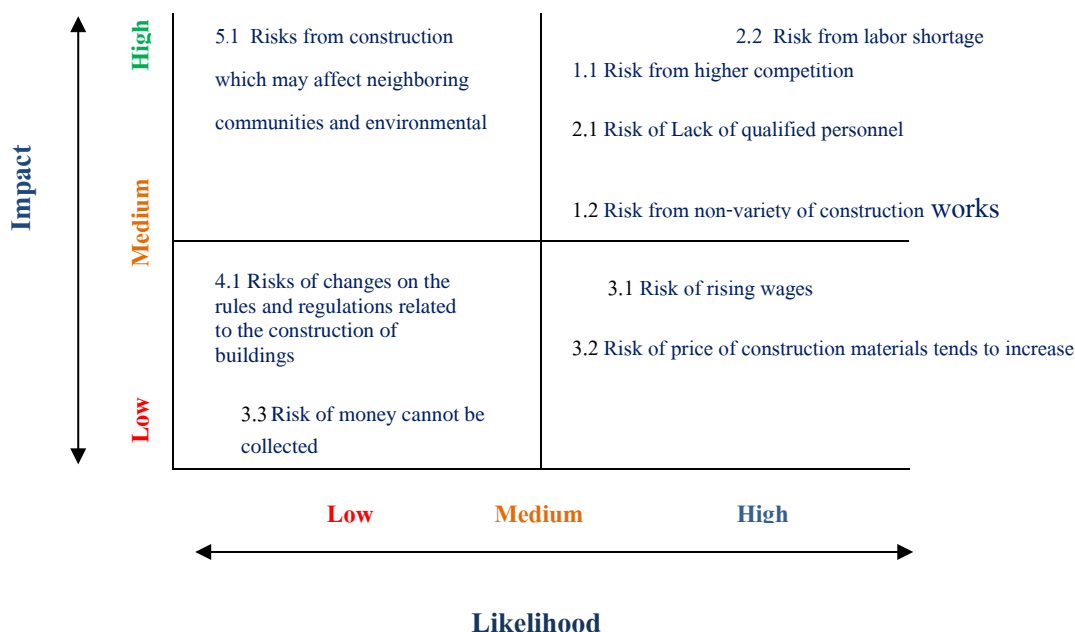 High
Medium
Low
Impact
5.1 Risks from construction
which may affect neighboring
communities and environmental
2.2 Risk from labor shortage
1.1 Risk from higher competition
2.1 Risk of Lack of qualified personnel
1.2 Risk from non-variety of construction works
4.1 Risks of changes on the
rules and regulations related
to the construction of
buildings
3.3 Risk of money cannot be
collected
3.1 Risk of rising wages
3.2 Risk of price of construction materials tends to increase
Low Medium High
Likelihood